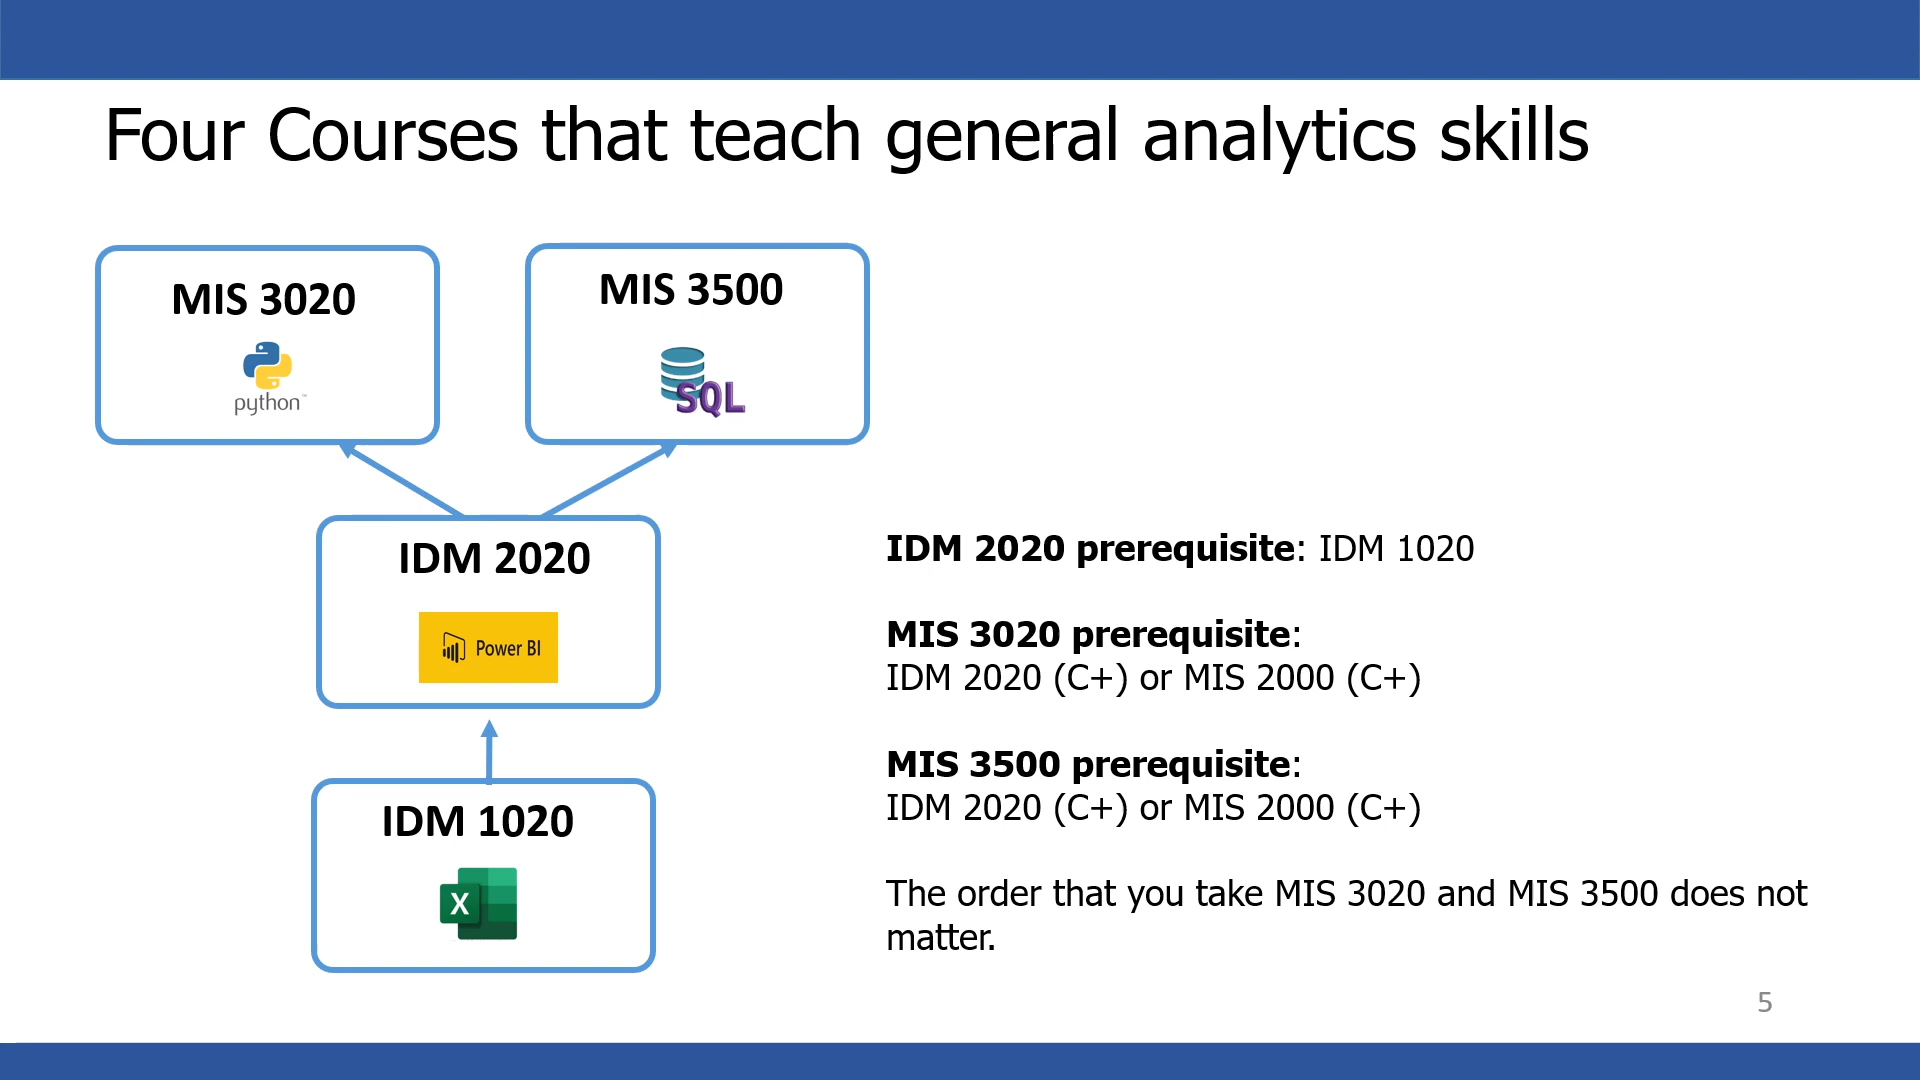 Four Courses that teach general analytics skills
MIS 3020
python™
MIS 3500
SQL
IDM 2020
Power BI
IDM 1020
X
IDM 2020 prerequisite: IDM 1020
MIS 3020 prerequisite:
IDM 2020 (C+) or MIS 2000 (C+)
MIS 3500 prerequisite:
IDM 2020 (C+) or MIS 2000 (C+)
The order that you take MIS 3020 and MIS 3500 does not
matter.
5